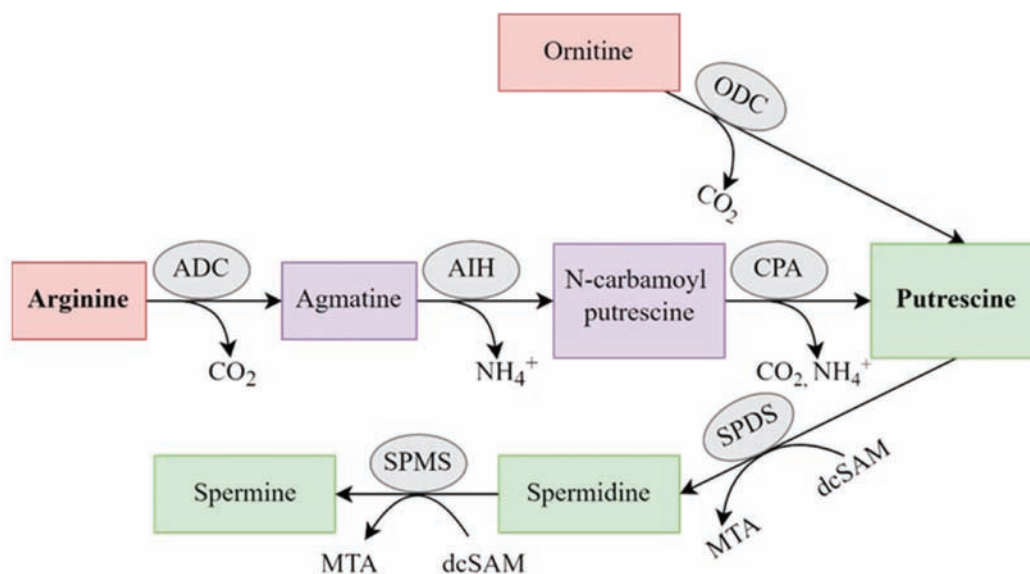 Ornitine
ODC
CO₂
ADC
AIH
CPA
Arginine
Agmatine
N-carbamoyl
putrescine
Putrescine
CO₂
NH₄⁺
CO₂, NH₄⁺
SPDS
dcSAM
MTA
SPMS
Spermine
Spermidine
MTA
dcSAM